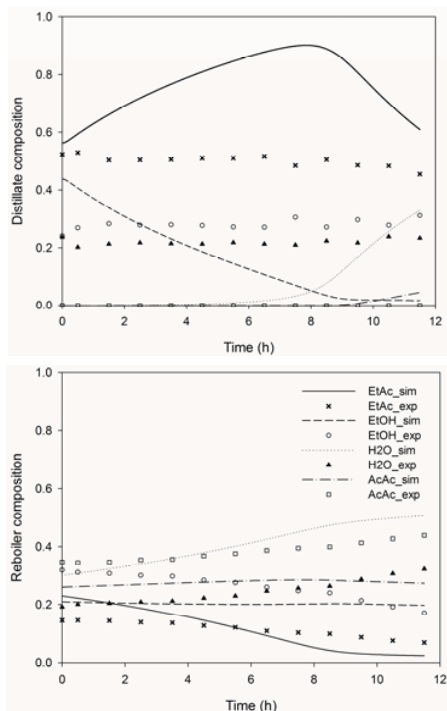 1.0
0.8
0.6
0.4
0.2
0.0
Distillate composition
0 2 4 6 8 10 12
Time (h)
1.0
0.8
0.6
0.4
0.2
0.0
Reboiler composition
EtAc_sim
EtAc_exp
EtOH_sim
EtOH_exp
H2O_sim
H2O_exp
AcAc_sim
AcAc_exp
0 2 4 6 8 10 12
Time (h)